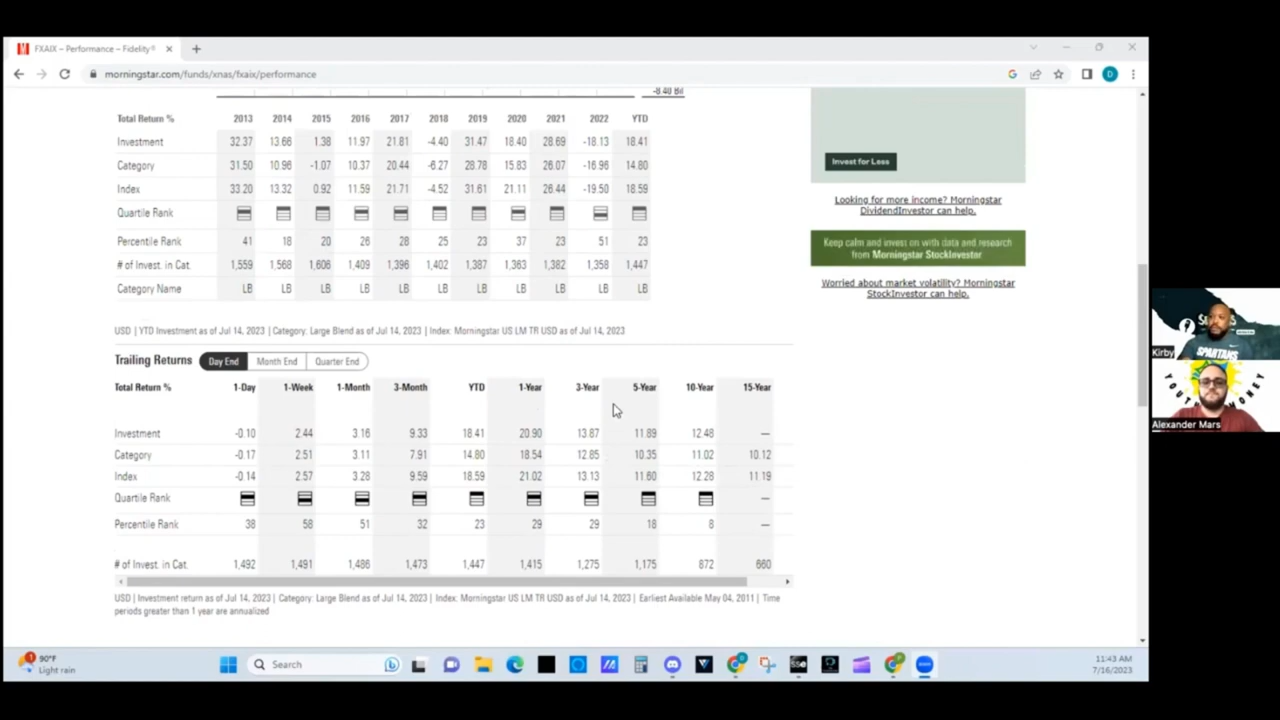 FXAIX – Performance – Fidelity®
morningstar.com/funds/xnas/fxaix/performance
D
-8.40 Bil
Total Return % 2013 2014 2015 2016 2017 2018 2019 2020 2021 2022 YTD
Investment 32.37 13.66 1.38 11.97 21.81 -4.40 31.47 18.40 28.69 -18.13 18.41
Category 31.50 10.96 -1.07 10.37 20.44 -6.27 28.78 15.83 26.07 -16.96 14.80
Index 33.20 13.32 0.92 11.59 21.71 -4.52 31.61 21.11 26.44 -19.50 18.59
Quartile Rank
Percentile Rank 41 18 20 26 28 25 23 37 23 51 23
# of Invest. in Cat. 1,559 1,568 1,606 1,409 1,396 1,402 1,387 1,363 1,382 1,358 1,447
Category Name LB LB LB LB LB LB LB LB LB LB LB
USD | YTD Investment as of Jul 14, 2023 | Category: Large Blend as of Jul 14, 2023 | Index: Morningstar US LM TR USD as of Jul 14, 2023
Trailing Returns Day End Month End Quarter End
Total Return % 1-Day 1-Week 1-Month 3-Month YTD 1-Year 3-Year 5-Year 10-Year 15-Year
Investment -0.10 2.44 3.16 9.33 18.41 20.90 13.87 11.89 12.48 —
Category -0.17 2.51 3.11 7.91 14.80 18.54 12.85 10.35 11.02 10.12
Index -0.14 2.57 3.28 9.59 18.59 21.02 13.13 11.60 12.28 11.19
Quartile Rank —
Percentile Rank 38 58 51 32 23 29 29 18 8 —
# of Invest. in Cat. 1,492 1,491 1,486 1,473 1,447 1,415 1,275 1,175 872 660
USD | Investment return as of Jul 14, 2023 | Category: Large Blend as of Jul 14, 2023 | Index: Morningstar US LM TR USD as of Jul 14, 2023 | Earliest Available May 04, 2011 | Time
periods greater than 1 year are annualized
Invest for Less
Looking for more income? Morningstar
DividendInvestor can help.
Keep calm and invest on with data and research
from Morningstar StockInvestor
Worried about market volatility? Morningstar
StockInvestor can help.
SPARTANS
Kirby
Alexander Mars
90°F
Light rain
Search
11:43 AM
7/16/2023